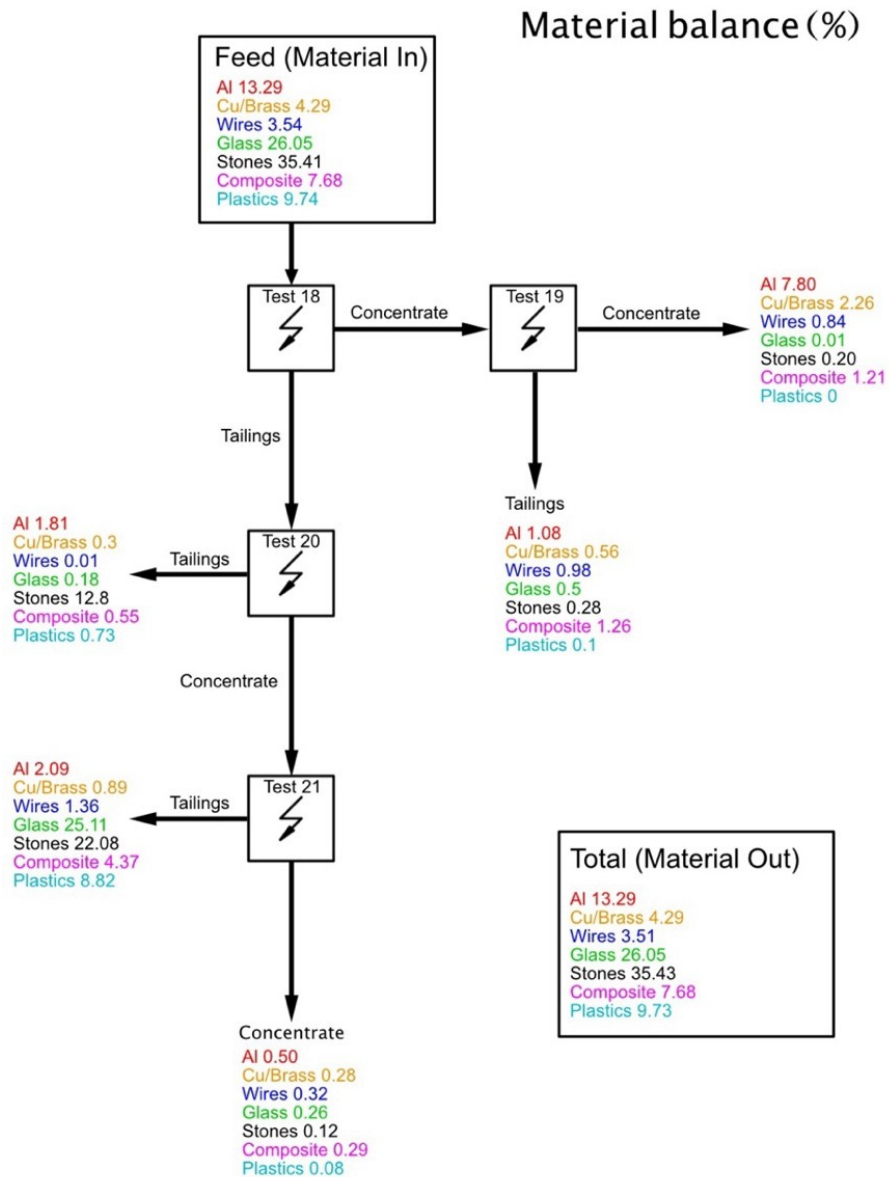 Material balance (%)
Feed (Material In)
Al 13.29
Cu/Brass 4.29
Wires 3.54
Glass 26.05
Stones 35.41
Composite 7.68
Plastics 9.74
Test 18
Concentrate
Test 19
Concentrate
Al 7.80
Cu/Brass 2.26
Wires 0.84
Glass 0.01
Stones 0.20
Composite 1.21
Plastics 0
Tailings
Tailings
Al 1.08
Cu/Brass 0.56
Wires 0.98
Glass 0.5
Stones 0.28
Composite 1.26
Plastics 0.1
Test 20
Tailings
Al 1.81
Cu/Brass 0.3
Wires 0.01
Glass 0.18
Stones 12.8
Composite 0.55
Plastics 0.73
Concentrate
Test 21
Tailings
Al 2.09
Cu/Brass 0.89
Wires 1.36
Glass 25.11
Stones 22.08
Composite 4.37
Plastics 8.82
Concentrate
Al 0.50
Cu/Brass 0.28
Wires 0.32
Glass 0.26
Stones 0.12
Composite 0.29
Plastics 0.08
Total (Material Out)
Al 13.29
Cu/Brass 4.29
Wires 3.51
Glass 26.05
Stones 35.43
Composite 7.68
Plastics 9.73